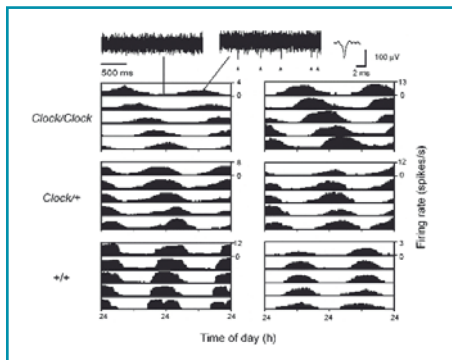 100 µV
500 ms
2 ms
4
0
13
0
Clock/Clock
8
0
12
0
Clock/+
Firing rate (spikes/s)
12
0
3
0
+/+
24 24 24 24 24 24
Time of day (h)